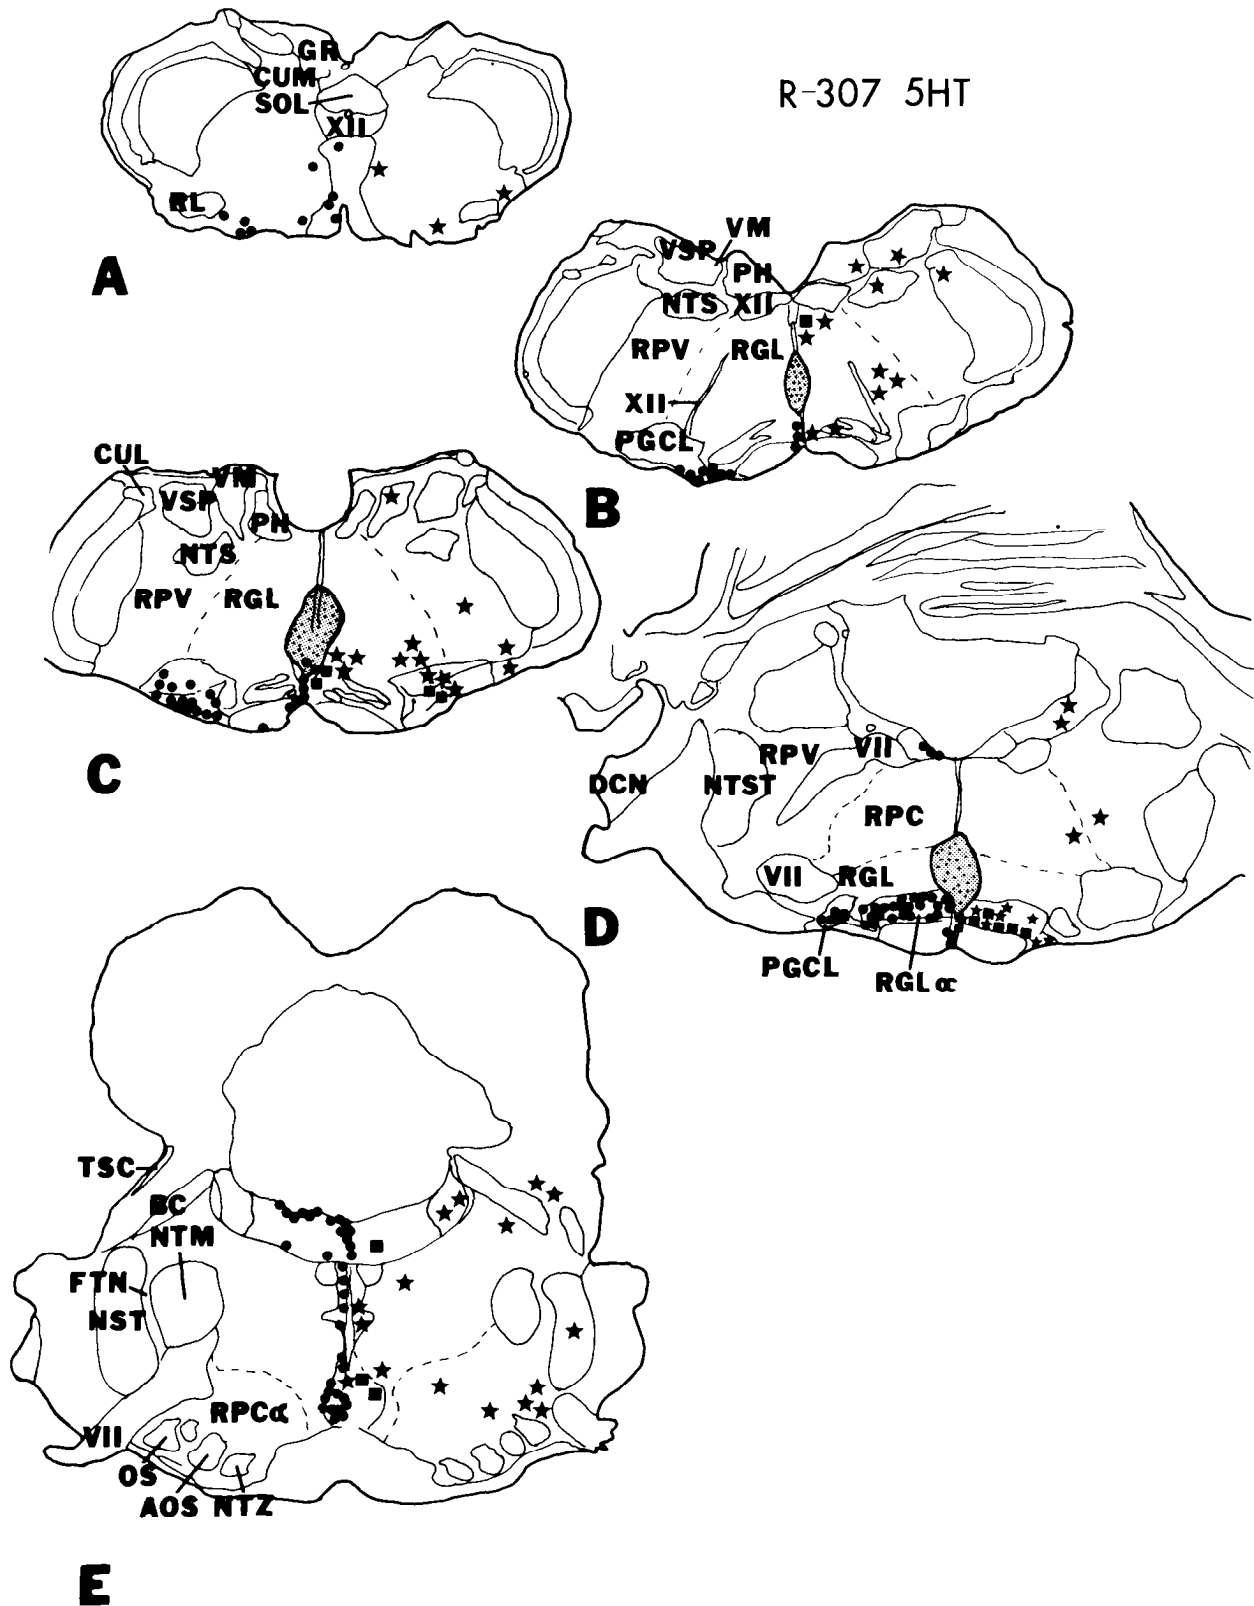 R-307 5HT
GR
CUM
SOL
XII
RL
A
VM
VSP
PH
NTS XII
RPV RGL
XII
PGCL
B
CUL
VM
VSP
PH
NTS
RPV RGL
C
RPV VII
DCN NTST
RPC
VII RGL
PGCL
RGL α
D
TSC
BC
NTM
FTN
NST
RPCα
VII
OS
AOS NTZ
E